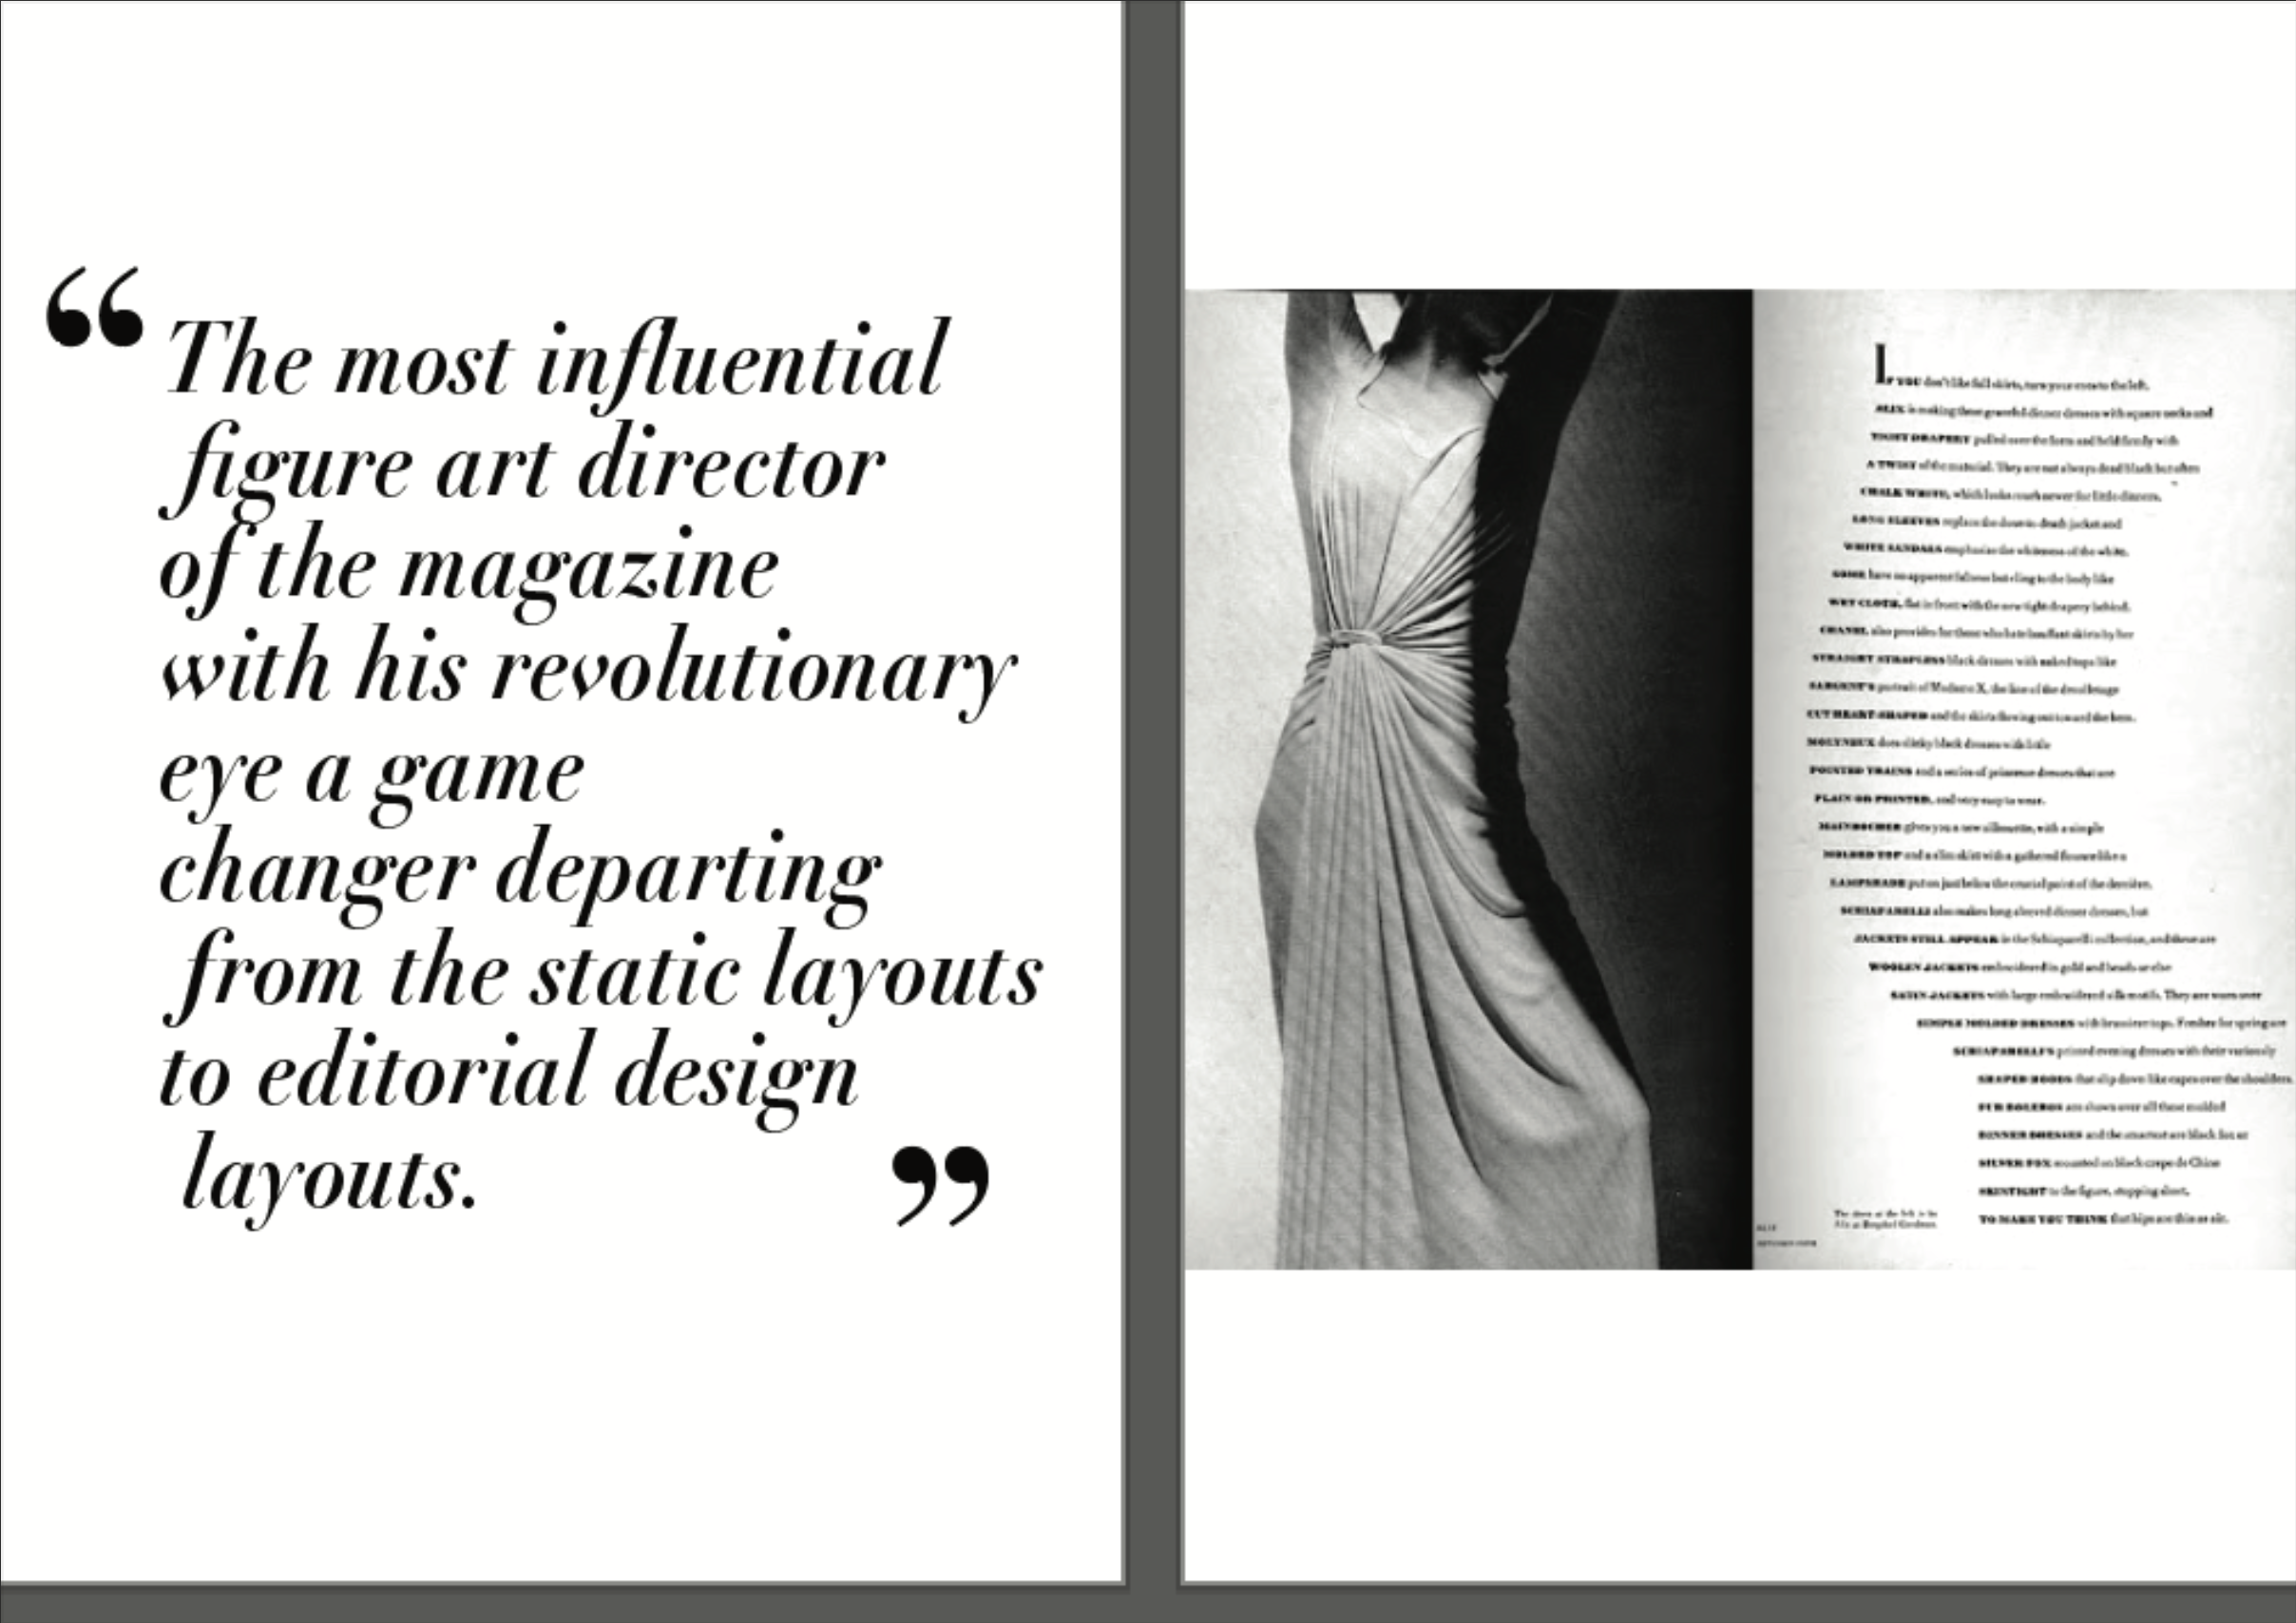 “ The most influential
figure art director
of the magazine
with his revolutionary
eye a game
changer departing
from the static layouts
to editorial design
layouts. ”
IF YOU don't like full skirts, turn your eyes to the left.
ALIX is making these graceful dinner dresses with square necks and
TIGHT DRAPERY pulled over the form and held firmly with
A TWIST of the material. They are not always dead black but often
CHALK WHITE, which looks much newer for little dinners.
LONG SLEEVES replace the done-to-death jacket and
WHITE SANDALS emphasize the whiteness of the white.
SOME have no apparent fulness but cling to the body like
WET CLOTH, flat in front with the new tight drapery behind.
CHANEL also provides for those who hate bouffant skirts by her
STRAIGHT STRAPLESS black dresses with naked tops like
SARGENT'S portrait of Madame X, the line of the décolletage
CUT HEART-SHAPED and the skirts flowing out toward the hem.
MOLYNEUX does slinky black dresses with little
POINTED TRAINS and a series of princesse dresses that are
PLAIN OR PRINTED, and very easy to wear.
MAINBOCHER gives you a new silhouette, with a simple
MOLDED TOP and a slim skirt with a gathered flounce like a
LAMPSHADE put on just below the crucial point of the derrière.
SCHIAPARELLI also makes long sleeved dinner dresses, but
JACKETS STILL APPEAR in the Schiaparelli collection, and these are
WOOLEN JACKETS embroidered in gold and beads or else
SATIN JACKETS with large embroidered silk motifs. They are worn over
SIMPLE MOLDED DRESSES with brassière tops. Further for spring are
SCHIAPARELLI'S printed evening dresses with their variously
SHAPED HOODS that slip down like capes over the shoulders.
FUR BOLEROS are shown over all these molded
DINNER DRESSES and the smartest are black fox or
SILVER FOX mounted on black crepe de Chine
SKINTIGHT to the figure, stopping short,
TO MAKE YOU THINK that hips are thin as air.
The dress at the left is by
Alix at Bergdorf Goodman.
ALIX